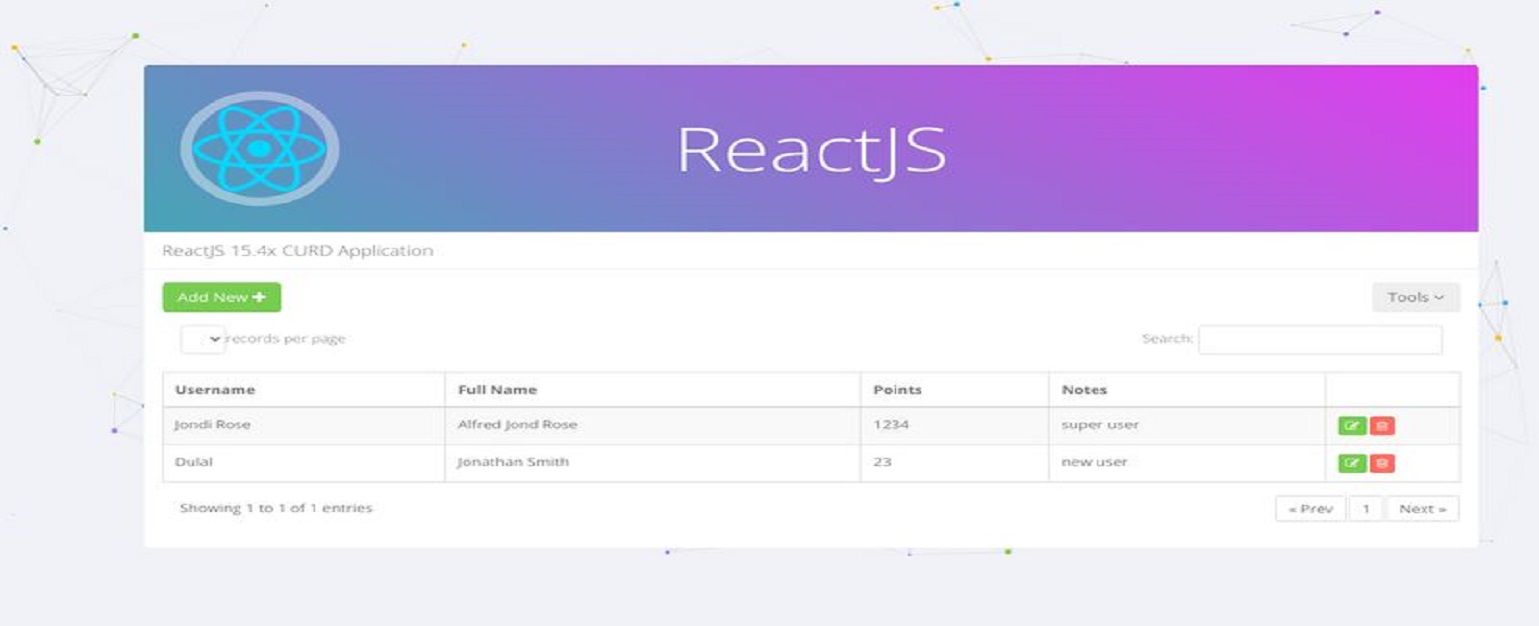 ReactJS
ReactJS 15.4x CURD Application
Add New
Tools
records per page
Search:
Username Full Name Points Notes
Jondi Rose Alfred Jond Rose 1234 super user
Dulal Jonathan Smith 23 new user
Showing 1 to 1 of 1 entries
« Prev 1 Next »